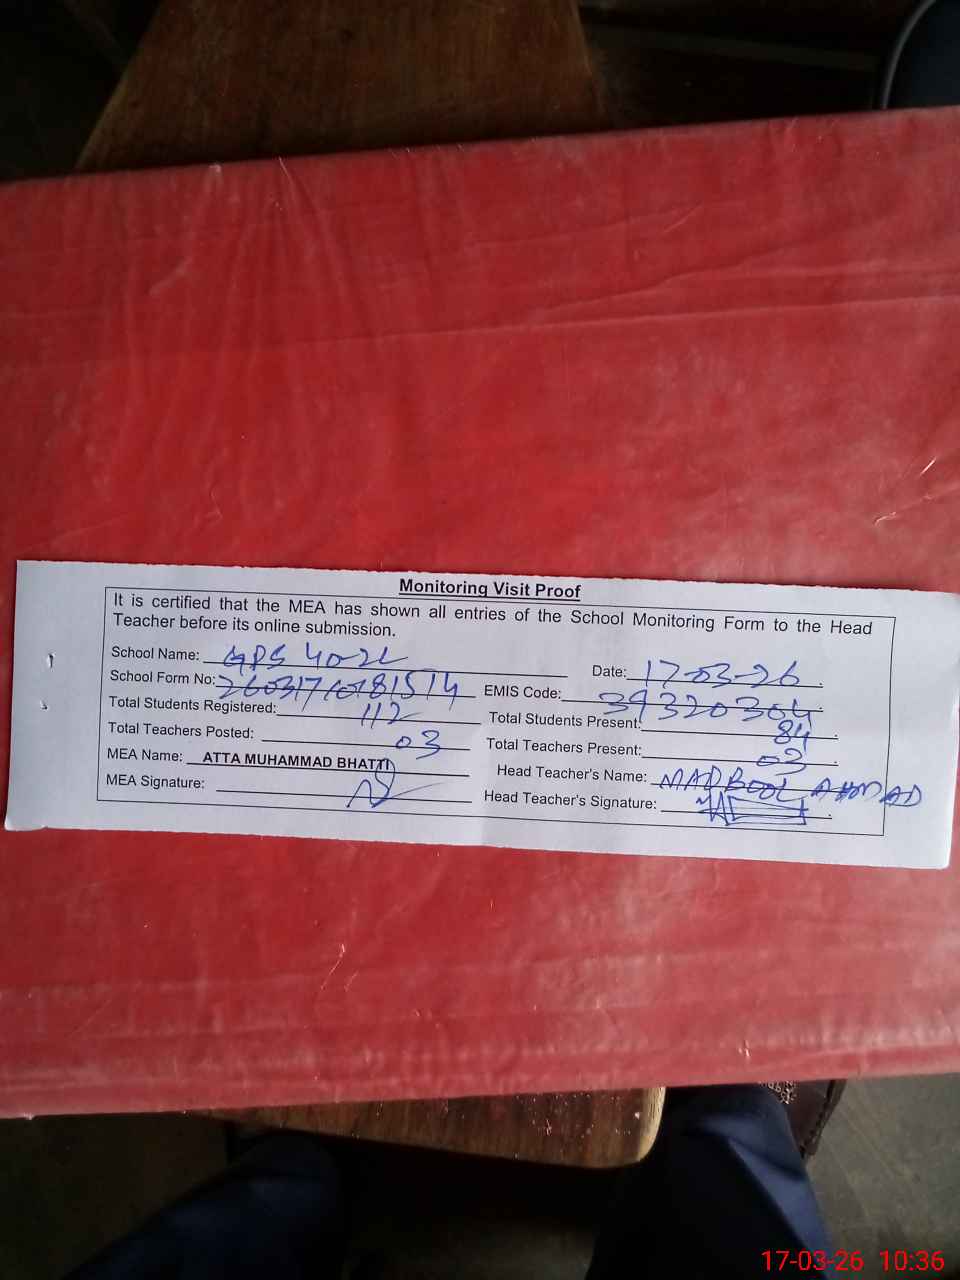 Monitoring Visit Proof
It is certified that the MEA has shown all entries of the School Monitoring Form to the Head
Teacher before its online submission.
School Name: GPS 40-2L Date: 17-03-26
School Form No: 26031710181514 EMIS Code: 39320304
Total Students Registered: 112 Total Students Present: 84
Total Teachers Posted: 03 Total Teachers Present: 03
MEA Name: ATTA MUHAMMAD BHATTI Head Teacher's Name: MAQBOOL AHMAD
MEA Signature: Head Teacher's Signature:
17-03-26 10:36